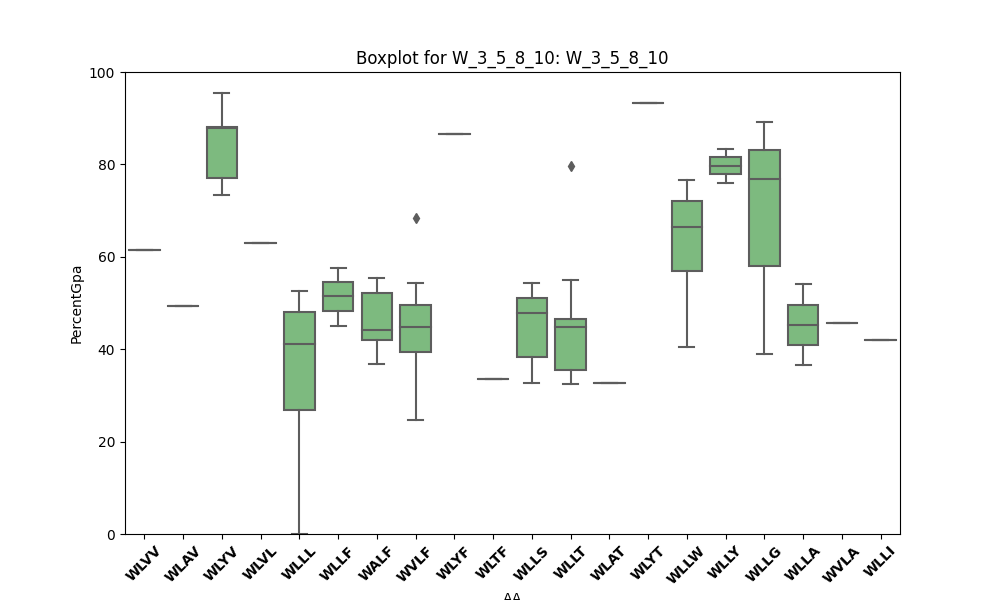 Boxplot for W_3_5_8_10: W_3_5_8_10
PercentGpa
100
80
60
40
20
0
WLVV WLAV WLYV WLVL WLLL WLLF WALF WVLF WLYF WLTF WLLS WLLT WLAT WLYT WLLW WLLY WLLG WLLA WVLA WLLI
AA